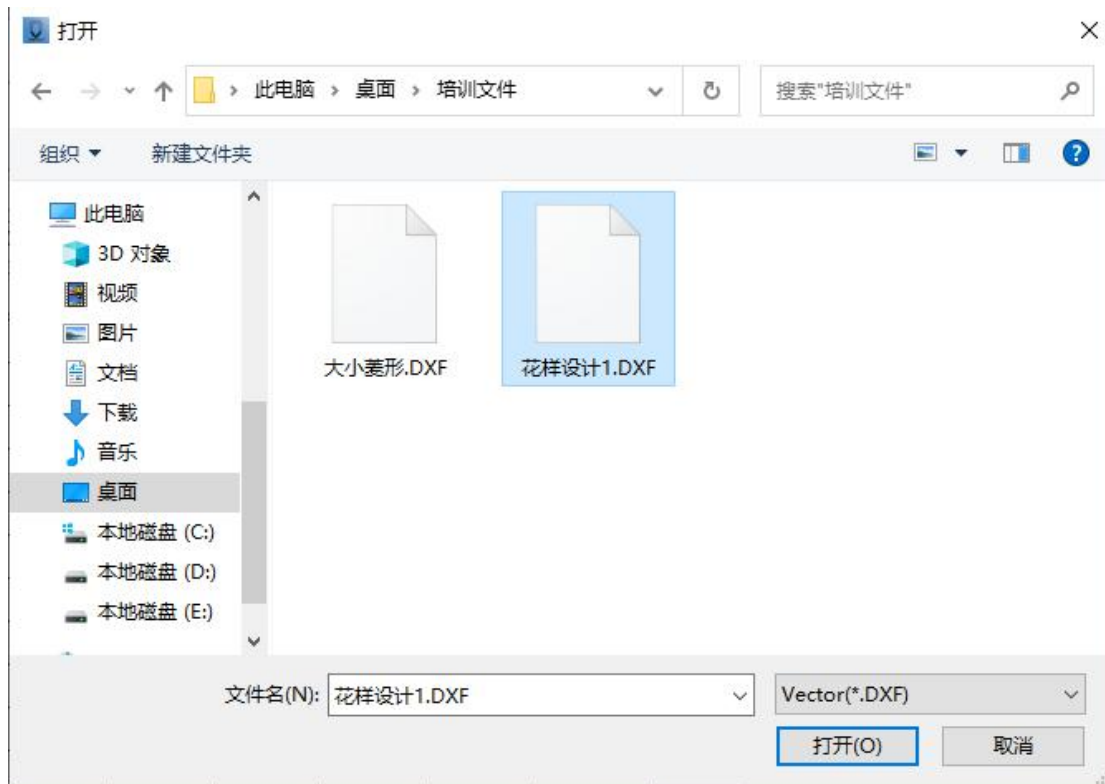 打开
此电脑 › 桌面 › 培训文件
搜索"培训文件"
组织
新建文件夹
此电脑
3D 对象
视频
图片
文档
下载
音乐
桌面
本地磁盘 (C:)
本地磁盘 (D:)
本地磁盘 (E:)
大小菱形.DXF
花样设计1.DXF
文件名(N):
花样设计1.DXF
Vector(*.DXF)
打开(O)
取消